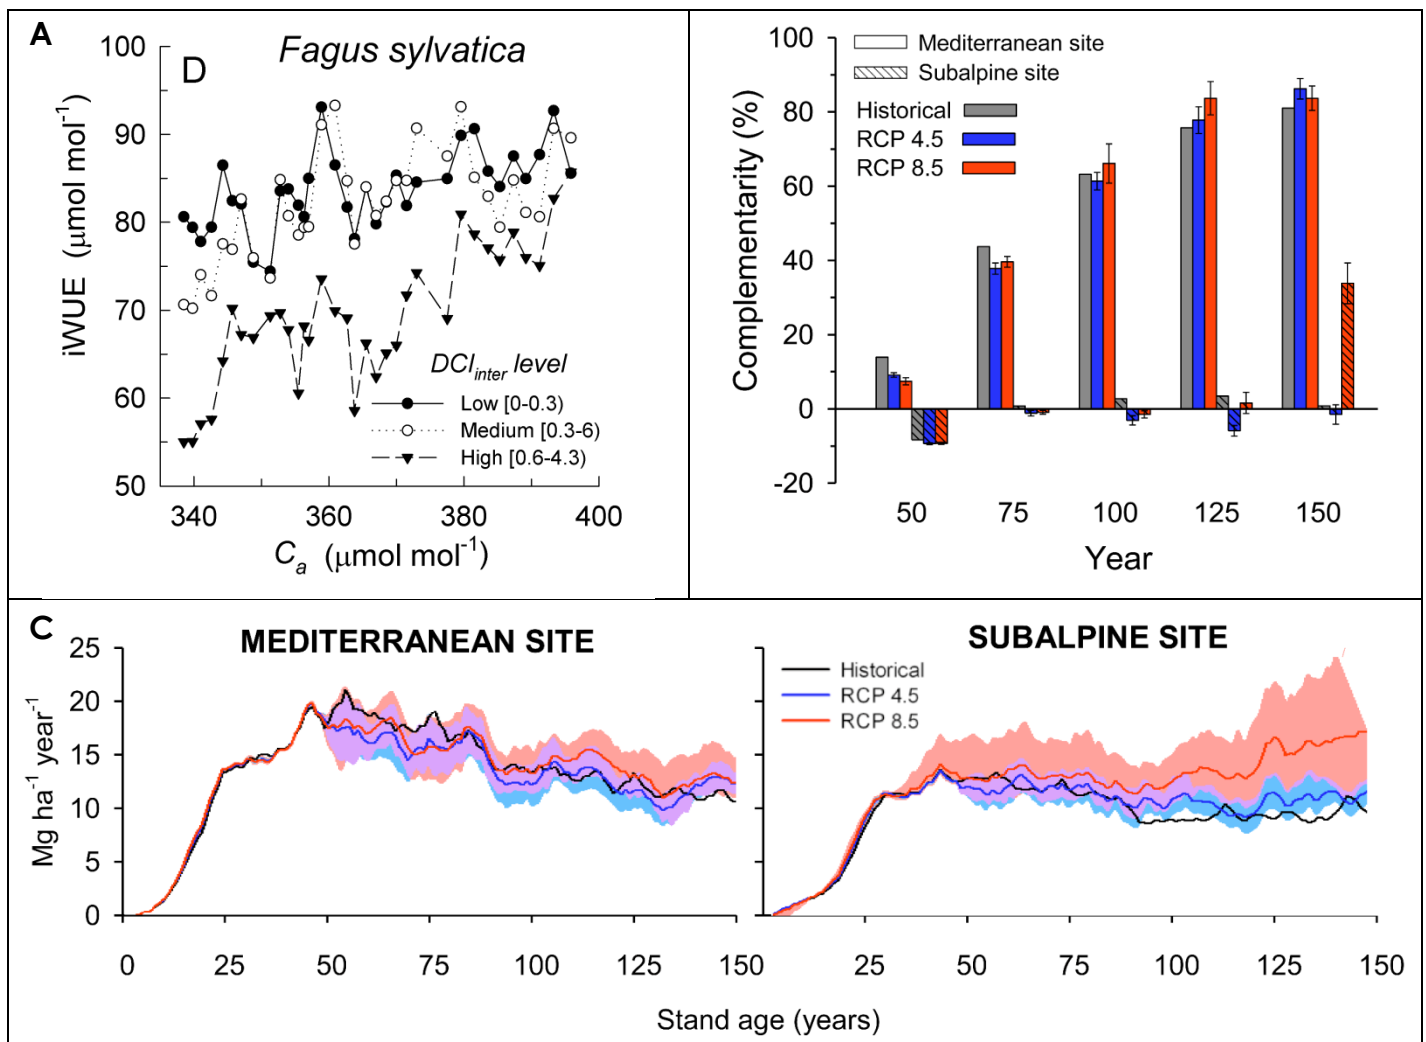 A
D
Fagus sylvatica
100
90
80
70
60
50
iWUE (μmol mol⁻¹)
DCI_inter level
Low [0-0.3)
Medium [0.3-6)
High [0.6-4.3)
340 360 380 400
C_a (μmol mol⁻¹)
100
80
60
40
20
0
-20
Complementarity (%)
Mediterranean site
Subalpine site
Historical
RCP 4.5
RCP 8.5
50 75 100 125 150
Year
C
MEDITERRANEAN SITE
25
20
15
10
5
0
Mg ha⁻¹ year⁻¹
0 25 50 75 100 125 150
SUBALPINE SITE
Historical
RCP 4.5
RCP 8.5
25 50 75 100 125 150
Stand age (years)